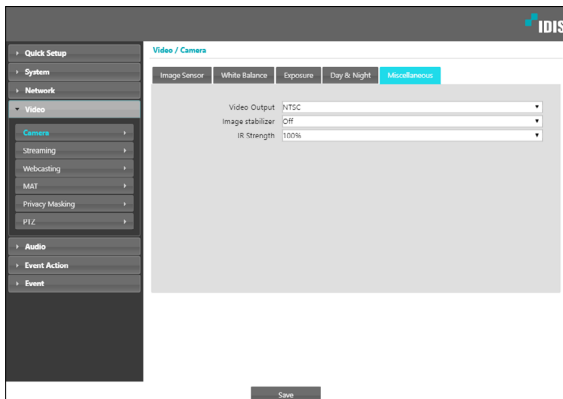 IDIS
Quick Setup
System
Network
Video
Camera
Streaming
Webcasting
MAT
Privacy Masking
PTZ
Audio
Event Action
Event
Video / Camera
Image Sensor White Balance Exposure Day & Night Miscellaneous
Video Output NTSC
Image stabilizer Off
IR Strength 100%
Save